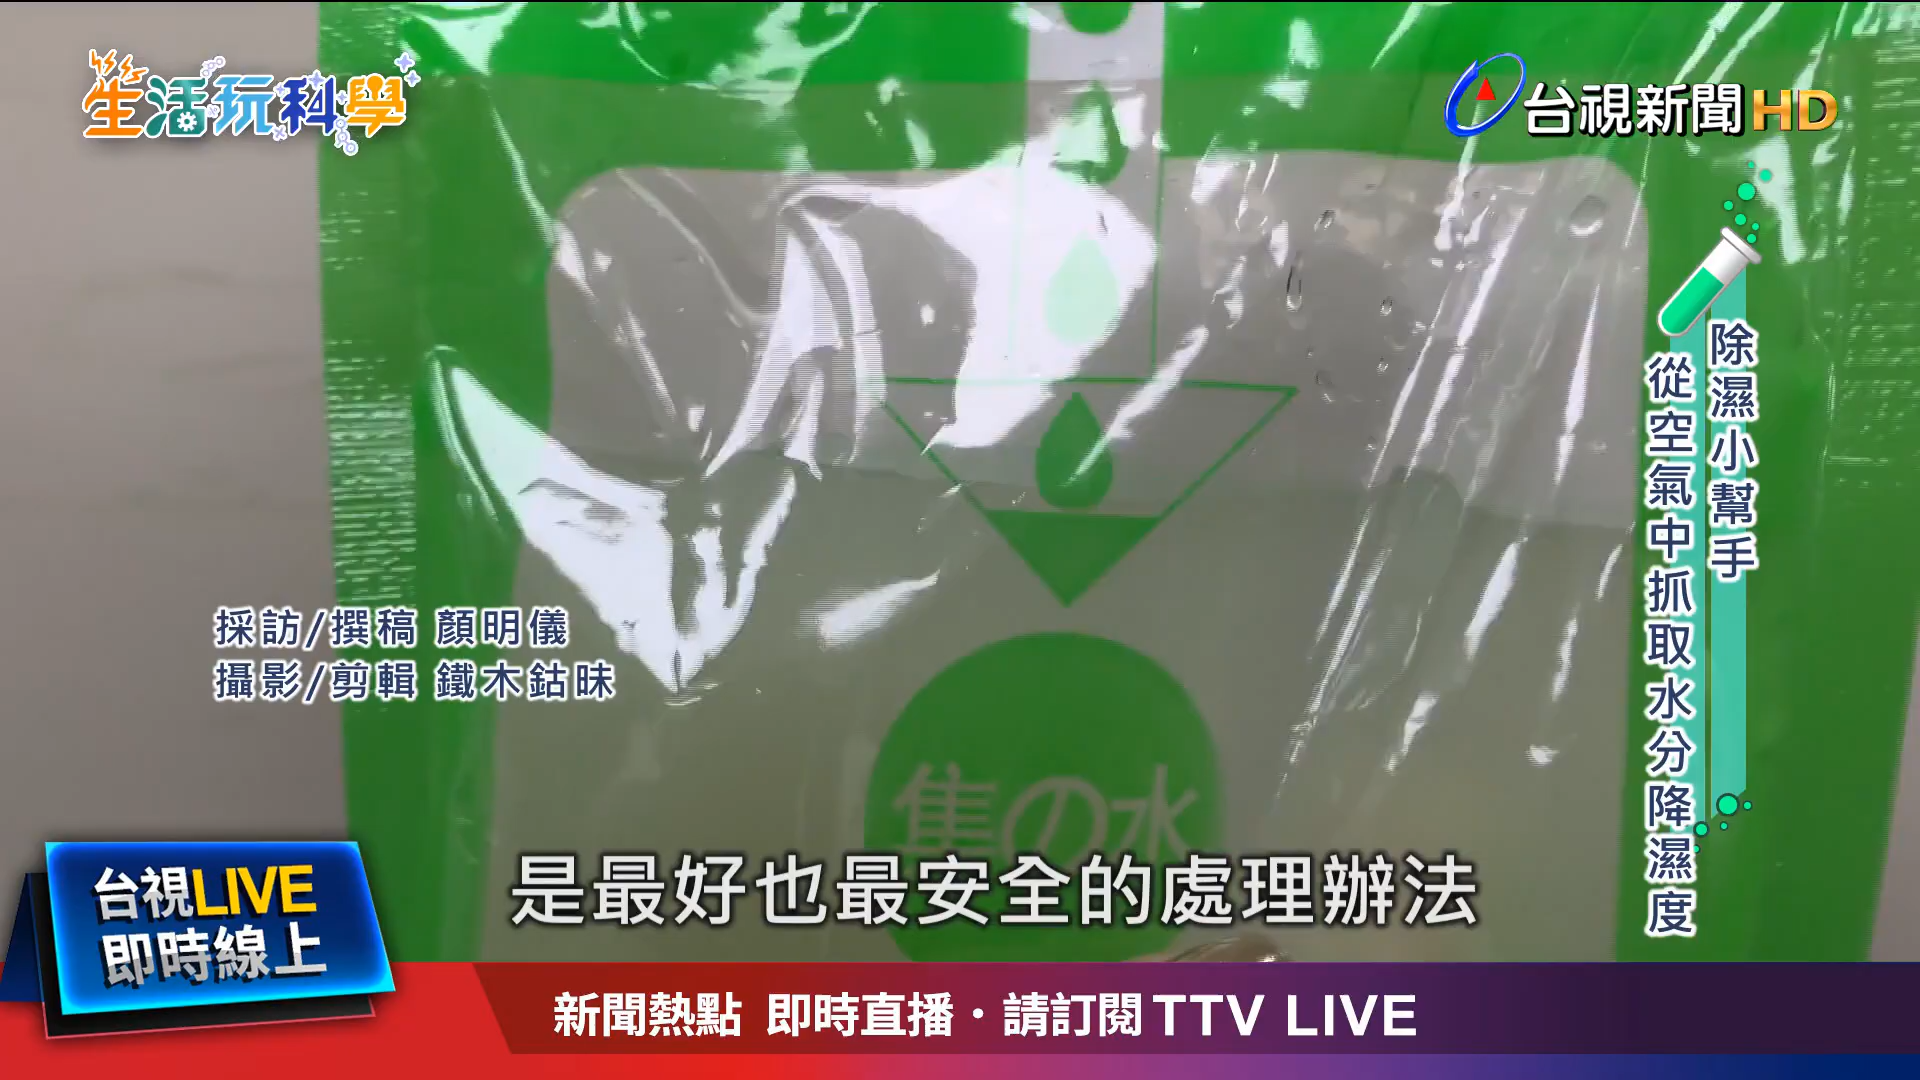 生活玩科學
台視新聞HD
除濕小幫手
從空氣中抓取水分降濕度
採訪/撰稿 顏明儀
攝影/剪輯 鐵木鈷昧
集の水
是最好也最安全的處理辦法
台視LIVE
即時線上
新聞熱點 即時直播・請訂閱TTV LIVE